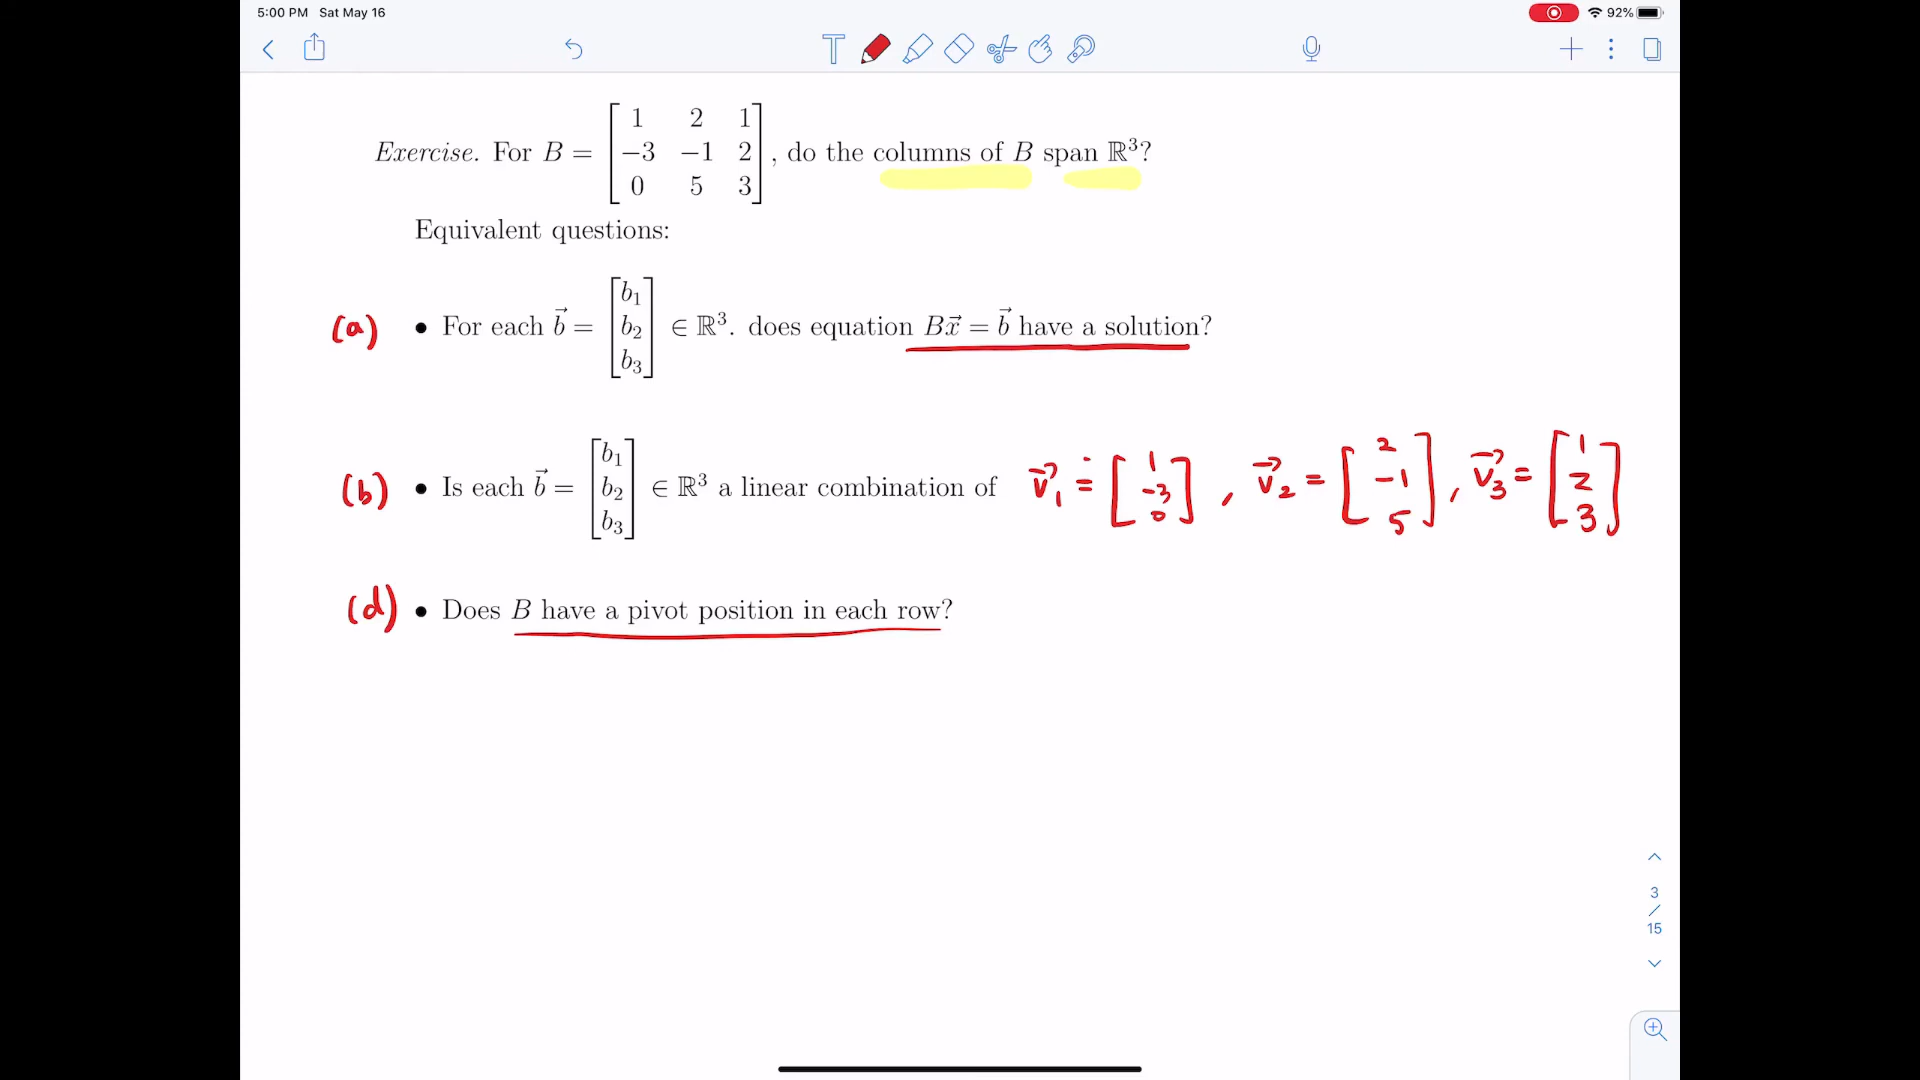 5:00 PM Sat May 16
92%
T
Exercise. For B = [1 2 1; −3 −1 2; 0 5 3], do the columns of B span ℝ³?
Equivalent questions:
(a) • For each b⃗ = [b₁; b₂; b₃] ∈ ℝ³. does equation Bx⃗ = b⃗ have a solution?
(b) • Is each b⃗ = [b₁; b₂; b₃] ∈ ℝ³ a linear combination of v⃗₁ = [1; -3; 0], v⃗₂ = [2; -1; 5], v⃗₃ = [1; 2; 3]
(d) • Does B have a pivot position in each row?
3
/
15